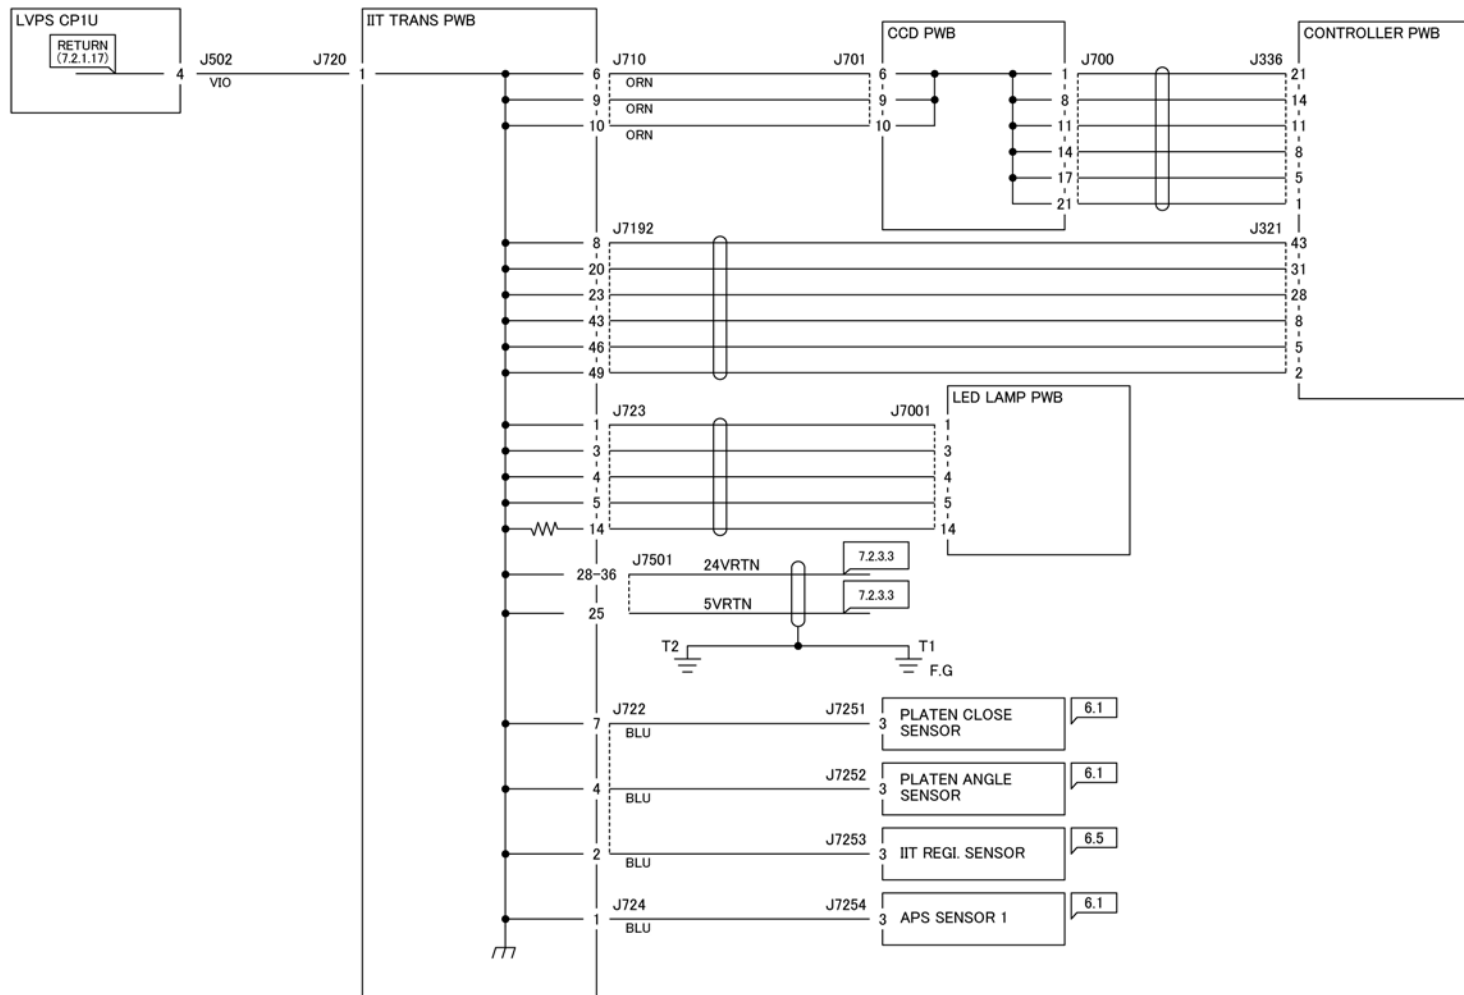 LVPS CP1U
RETURN
(7.2.1.17)
4
J502
VIO
J720
IIT TRANS PWB
1
6
J710
ORN
J701
9
ORN
10
ORN
CCD PWB
6
9
10
1
8
11
14
17
21
J700
J336
CONTROLLER PWB
21
14
11
8
5
1
8
J7192
J321
43
20
31
23
28
43
8
46
5
49
2
LED LAMP PWB
J723
J7001
1
1
3
3
4
4
5
5
14
14
28-36
J7501
24VRTN
7.2.3.3
25
5VRTN
7.2.3.3
T2
T1
F.G
7
J722
BLU
J7251
3
PLATEN CLOSE
SENSOR
6.1
4
BLU
J7252
3
PLATEN ANGLE
SENSOR
6.1
2
BLU
J7253
3
IIT REGI. SENSOR
6.5
1
J724
BLU
J7254
3
APS SENSOR 1
6.1